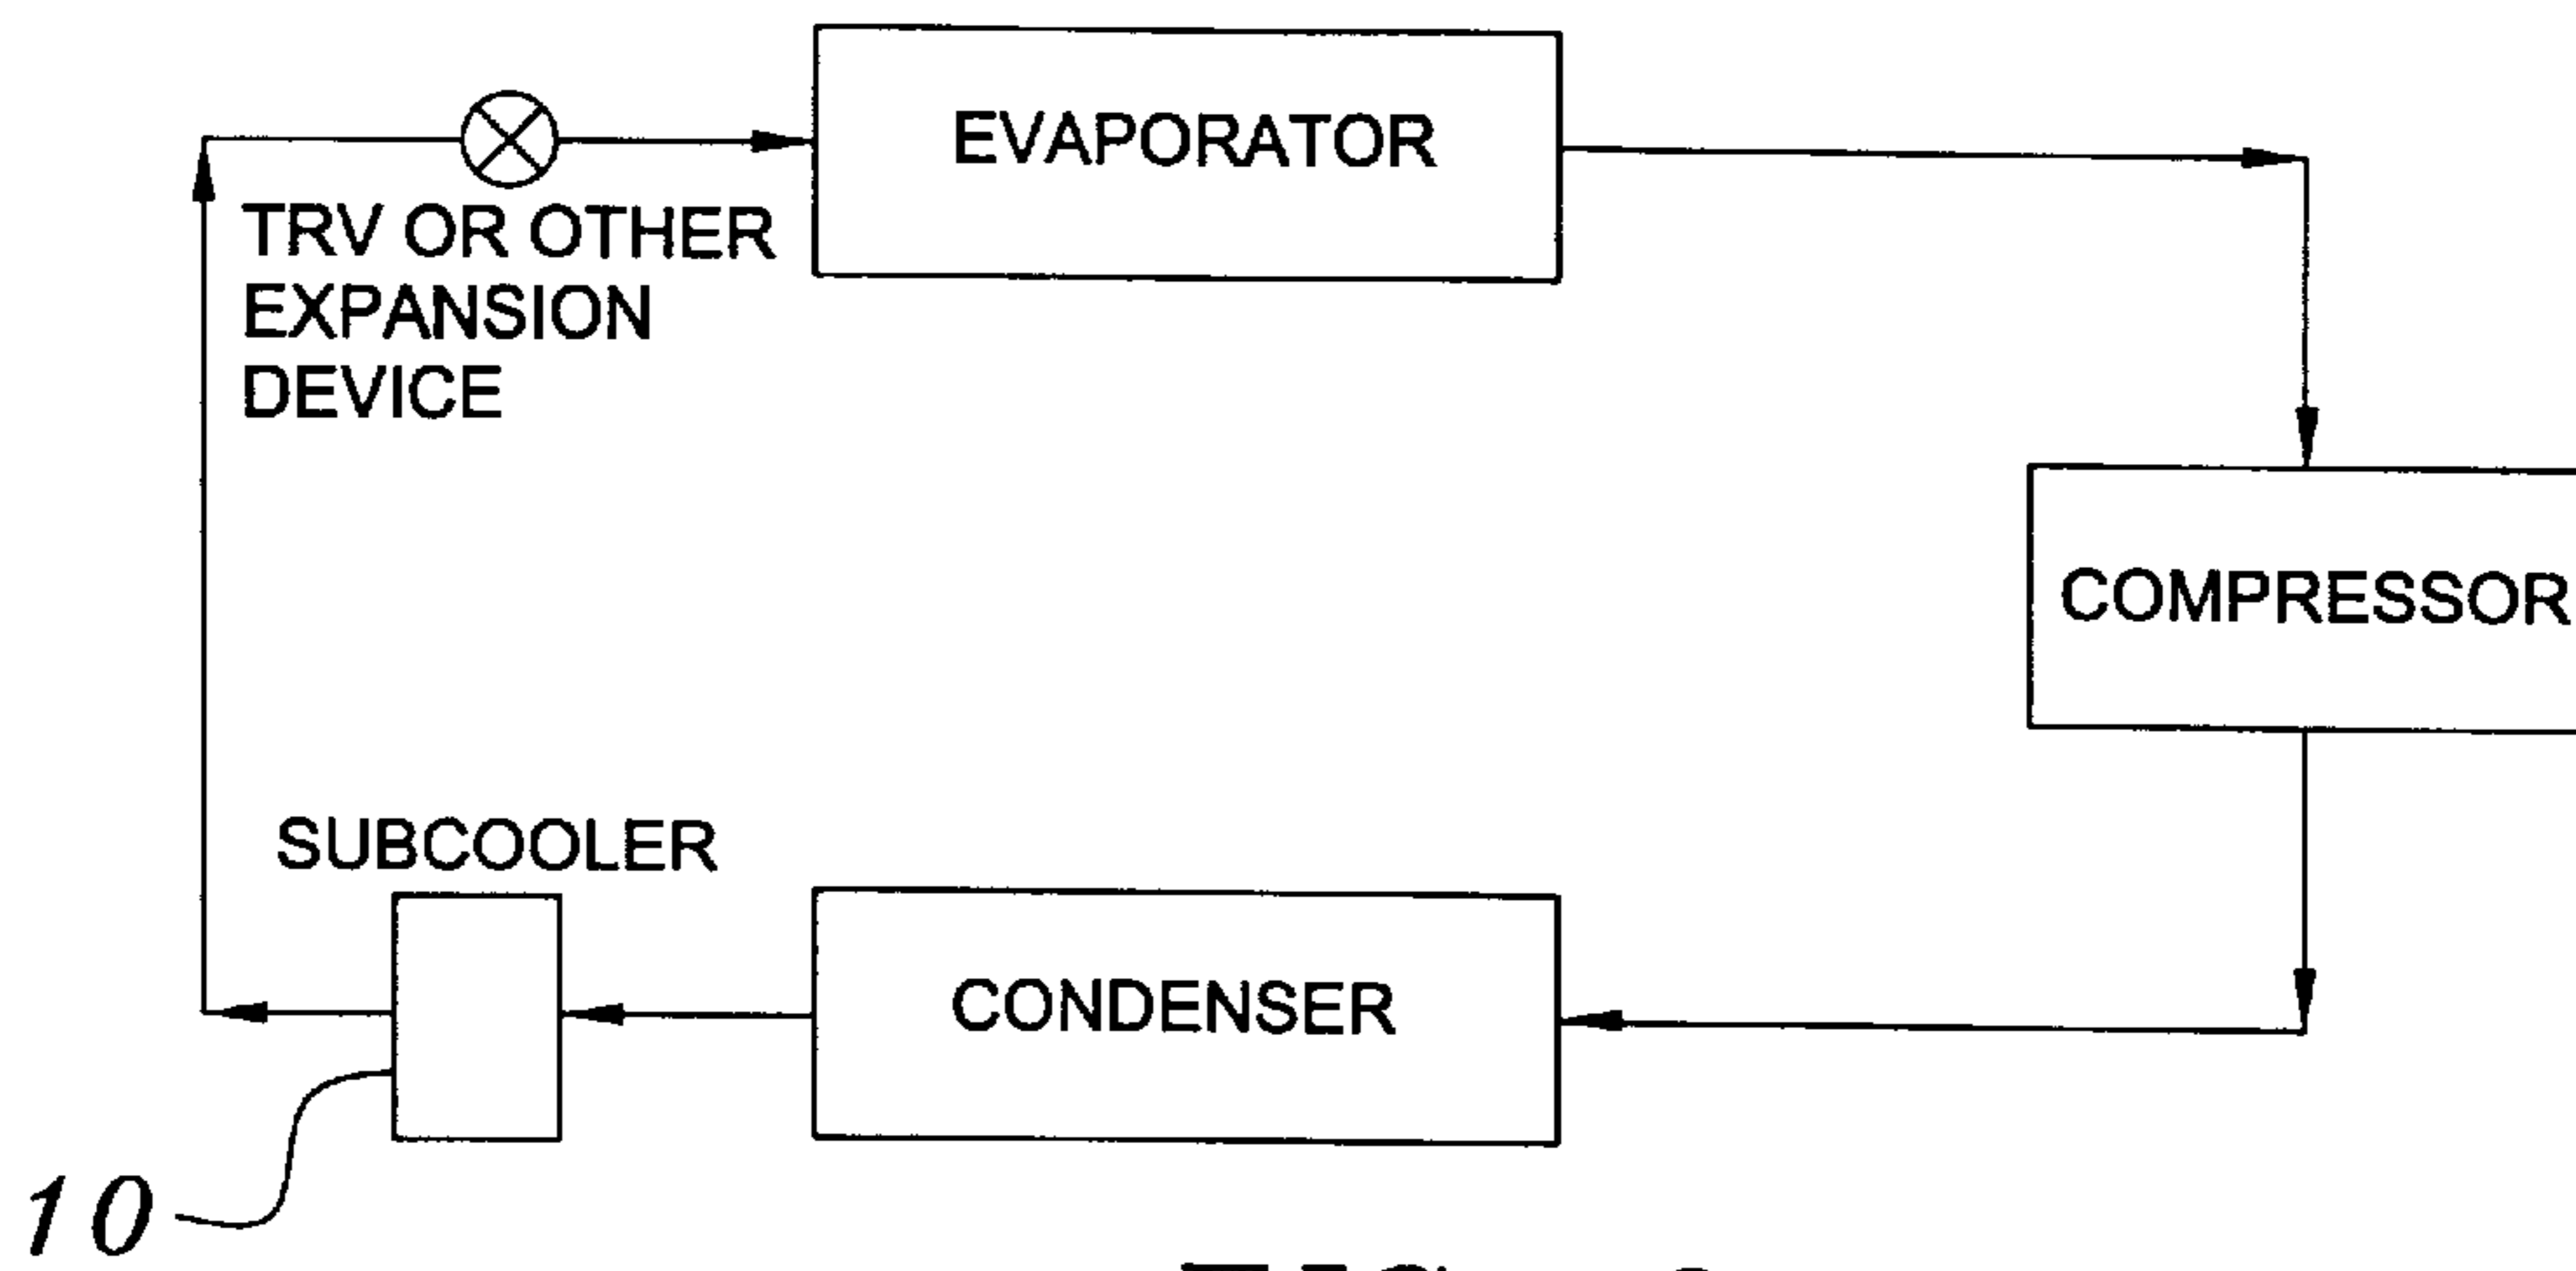 EVAPORATOR
TRV OR OTHER
EXPANSION
DEVICE
COMPRESSOR
SUBCOOLER
CONDENSER
10